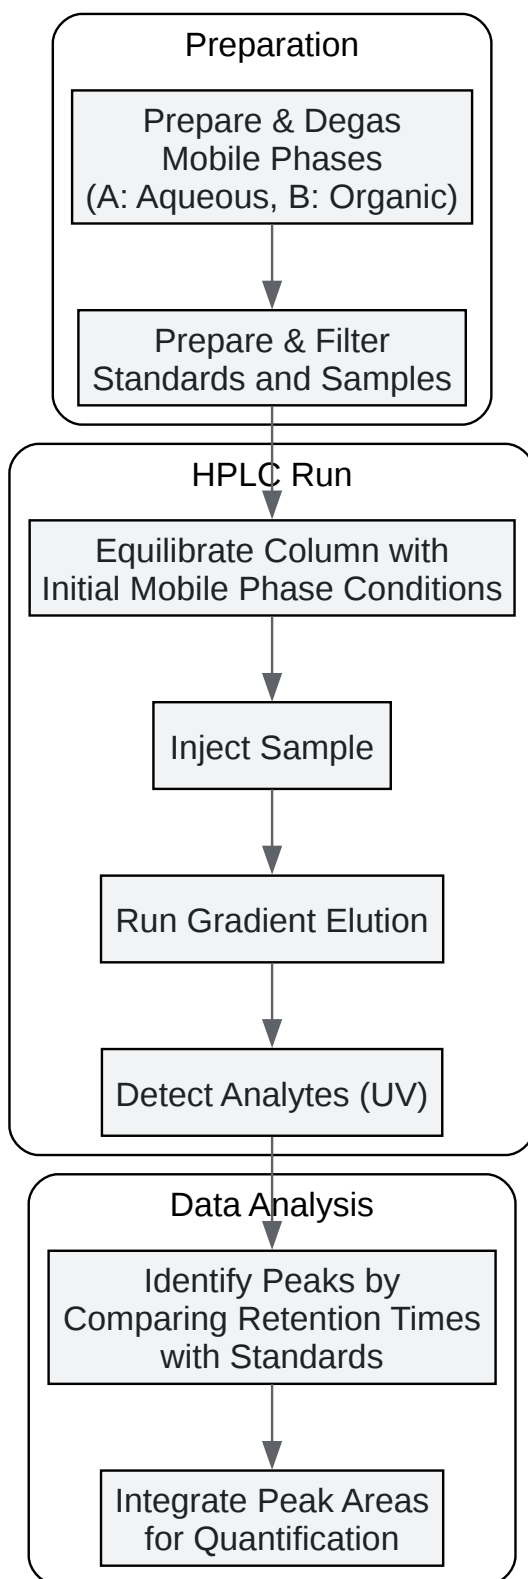 Preparation
Prepare & Degas
Mobile Phases
(A: Aqueous, B: Organic)
Prepare & Filter
Standards and Samples
HPLC Run
Equilibrate Column with
Initial Mobile Phase Conditions
Inject Sample
Run Gradient Elution
Detect Analytes (UV)
Data Analysis
Identify Peaks by
Comparing Retention Times
with Standards
Integrate Peak Areas
for Quantification